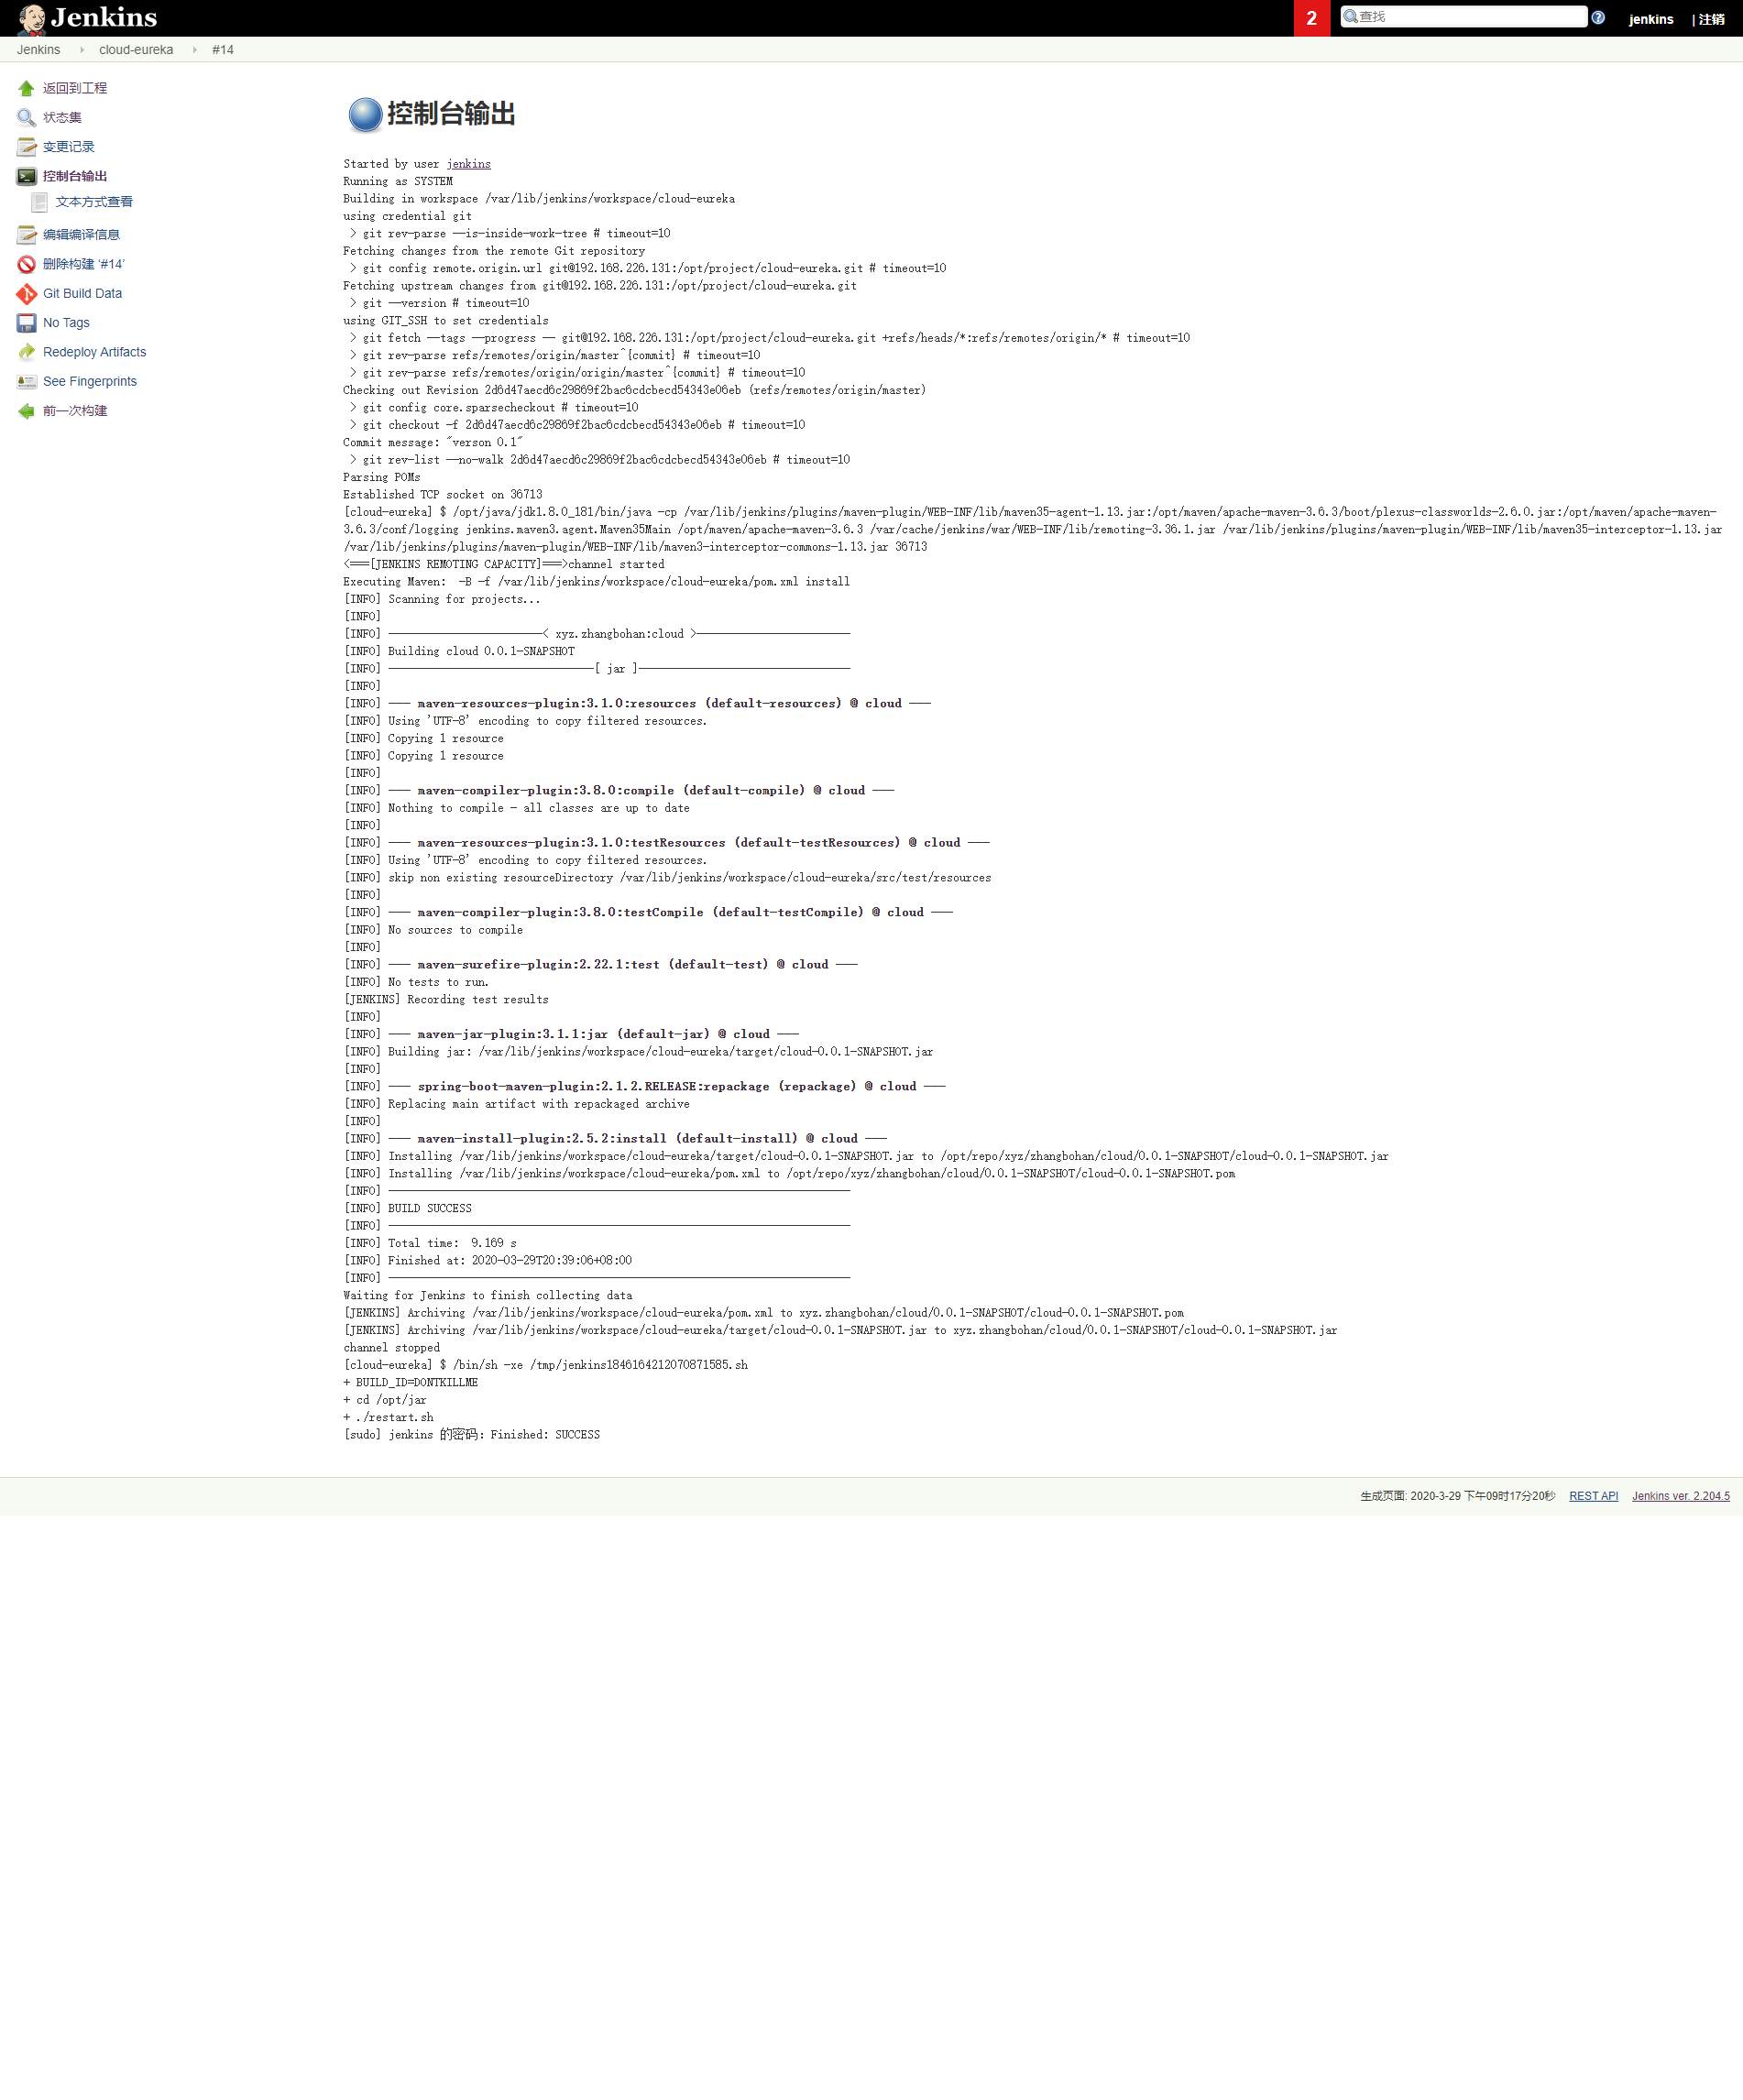 Jenkins
2
查找
jenkins
| 注销
Jenkins
cloud-eureka
#14
返回到工程
状态集
变更记录
控制台输出
文本方式查看
编辑编译信息
删除构建 '#14'
Git Build Data
No Tags
Redeploy Artifacts
See Fingerprints
前一次构建
控制台输出
Started by user jenkins
Running as SYSTEM
Building in workspace /var/lib/jenkins/workspace/cloud-eureka
using credential git
 > git rev-parse --is-inside-work-tree # timeout=10
Fetching changes from the remote Git repository
 > git config remote.origin.url git@192.168.226.131:/opt/project/cloud-eureka.git # timeout=10
Fetching upstream changes from git@192.168.226.131:/opt/project/cloud-eureka.git
 > git --version # timeout=10
using GIT_SSH to set credentials
 > git fetch --tags --progress -- git@192.168.226.131:/opt/project/cloud-eureka.git +refs/heads/*:refs/remotes/origin/* # timeout=10
 > git rev-parse refs/remotes/origin/master^{commit} # timeout=10
 > git rev-parse refs/remotes/origin/origin/master^{commit} # timeout=10
Checking out Revision 2d6d47aecd6c29869f2bac6cdcbecd54343e06eb (refs/remotes/origin/master)
 > git config core.sparsecheckout # timeout=10
 > git checkout -f 2d6d47aecd6c29869f2bac6cdcbecd54343e06eb # timeout=10
Commit message: "verson 0.1"
 > git rev-list --no-walk 2d6d47aecd6c29869f2bac6cdcbecd54343e06eb # timeout=10
Parsing POMs
Established TCP socket on 36713
[cloud-eureka] $ /opt/java/jdk1.8.0_181/bin/java -cp /var/lib/jenkins/plugins/maven-plugin/WEB-INF/lib/maven35-agent-1.13.jar:/opt/maven/apache-maven-3.6.3/boot/plexus-classworlds-2.6.0.jar:/opt/maven/apache-maven-
3.6.3/conf/logging jenkins.maven3.agent.Maven35Main /opt/maven/apache-maven-3.6.3 /var/cache/jenkins/war/WEB-INF/lib/remoting-3.36.1.jar /var/lib/jenkins/plugins/maven-plugin/WEB-INF/lib/maven35-interceptor-1.13.jar
/var/lib/jenkins/plugins/maven-plugin/WEB-INF/lib/maven3-interceptor-commons-1.13.jar 36713
<===[JENKINS REMOTING CAPACITY]===>channel started
Executing Maven:  -B -f /var/lib/jenkins/workspace/cloud-eureka/pom.xml install
[INFO] Scanning for projects...
[INFO]
[INFO] ------------------------< xyz.zhangbohan:cloud >------------------------
[INFO] Building cloud 0.0.1-SNAPSHOT
[INFO] --------------------------------[ jar ]---------------------------------
[INFO]
[INFO] --- maven-resources-plugin:3.1.0:resources (default-resources) @ cloud ---
[INFO] Using 'UTF-8' encoding to copy filtered resources.
[INFO] Copying 1 resource
[INFO] Copying 1 resource
[INFO]
[INFO] --- maven-compiler-plugin:3.8.0:compile (default-compile) @ cloud ---
[INFO] Nothing to compile - all classes are up to date
[INFO]
[INFO] --- maven-resources-plugin:3.1.0:testResources (default-testResources) @ cloud ---
[INFO] Using 'UTF-8' encoding to copy filtered resources.
[INFO] skip non existing resourceDirectory /var/lib/jenkins/workspace/cloud-eureka/src/test/resources
[INFO]
[INFO] --- maven-compiler-plugin:3.8.0:testCompile (default-testCompile) @ cloud ---
[INFO] No sources to compile
[INFO]
[INFO] --- maven-surefire-plugin:2.22.1:test (default-test) @ cloud ---
[INFO] No tests to run.
[JENKINS] Recording test results
[INFO]
[INFO] --- maven-jar-plugin:3.1.1:jar (default-jar) @ cloud ---
[INFO] Building jar: /var/lib/jenkins/workspace/cloud-eureka/target/cloud-0.0.1-SNAPSHOT.jar
[INFO]
[INFO] --- spring-boot-maven-plugin:2.1.2.RELEASE:repackage (repackage) @ cloud ---
[INFO] Replacing main artifact with repackaged archive
[INFO]
[INFO] --- maven-install-plugin:2.5.2:install (default-install) @ cloud ---
[INFO] Installing /var/lib/jenkins/workspace/cloud-eureka/target/cloud-0.0.1-SNAPSHOT.jar to /opt/repo/xyz/zhangbohan/cloud/0.0.1-SNAPSHOT/cloud-0.0.1-SNAPSHOT.jar
[INFO] Installing /var/lib/jenkins/workspace/cloud-eureka/pom.xml to /opt/repo/xyz/zhangbohan/cloud/0.0.1-SNAPSHOT/cloud-0.0.1-SNAPSHOT.pom
[INFO] ------------------------------------------------------------------------
[INFO] BUILD SUCCESS
[INFO] ------------------------------------------------------------------------
[INFO] Total time:  9.169 s
[INFO] Finished at: 2020-03-29T20:39:06+08:00
[INFO] ------------------------------------------------------------------------
Waiting for Jenkins to finish collecting data
[JENKINS] Archiving /var/lib/jenkins/workspace/cloud-eureka/pom.xml to xyz.zhangbohan/cloud/0.0.1-SNAPSHOT/cloud-0.0.1-SNAPSHOT.pom
[JENKINS] Archiving /var/lib/jenkins/workspace/cloud-eureka/target/cloud-0.0.1-SNAPSHOT.jar to xyz.zhangbohan/cloud/0.0.1-SNAPSHOT/cloud-0.0.1-SNAPSHOT.jar
channel stopped
[cloud-eureka] $ /bin/sh -xe /tmp/jenkins1846164212070871585.sh
+ BUILD_ID=DONTKILLME
+ cd /opt/jar
+ ./restart.sh
[sudo] jenkins 的密码：Finished: SUCCESS
生成页面: 2020-3-29 下午09时17分20秒
REST API
Jenkins ver. 2.204.5